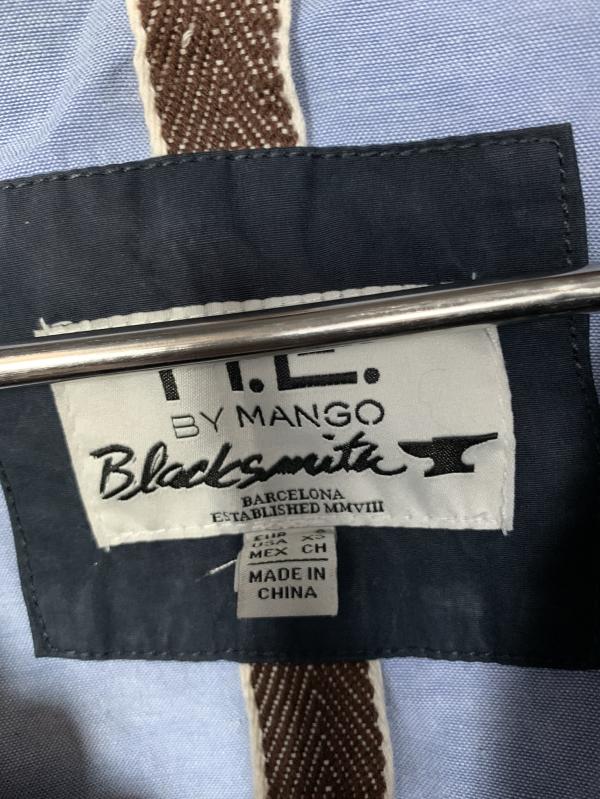 BY MANGO
Blacksmith
BARCELONA
ESTABLISHED MMVIII
EUR
USA XS
MEX CH
MADE IN
CHINA